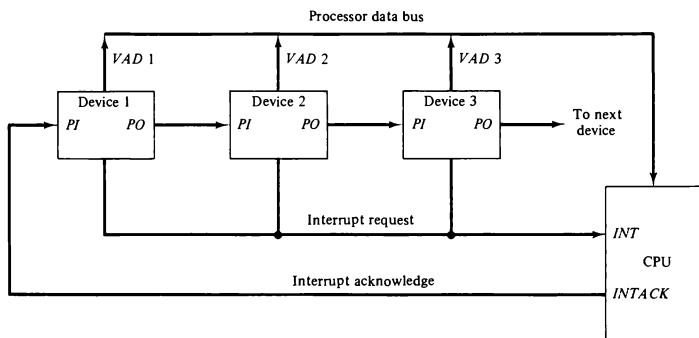 Processor data bus
VAD 1
VAD 2
VAD 3
Device 1
PI
PO
Device 2
PI
PO
Device 3
PI
PO
To next
device
Interrupt request
INT
CPU
Interrupt acknowledge
INTACK